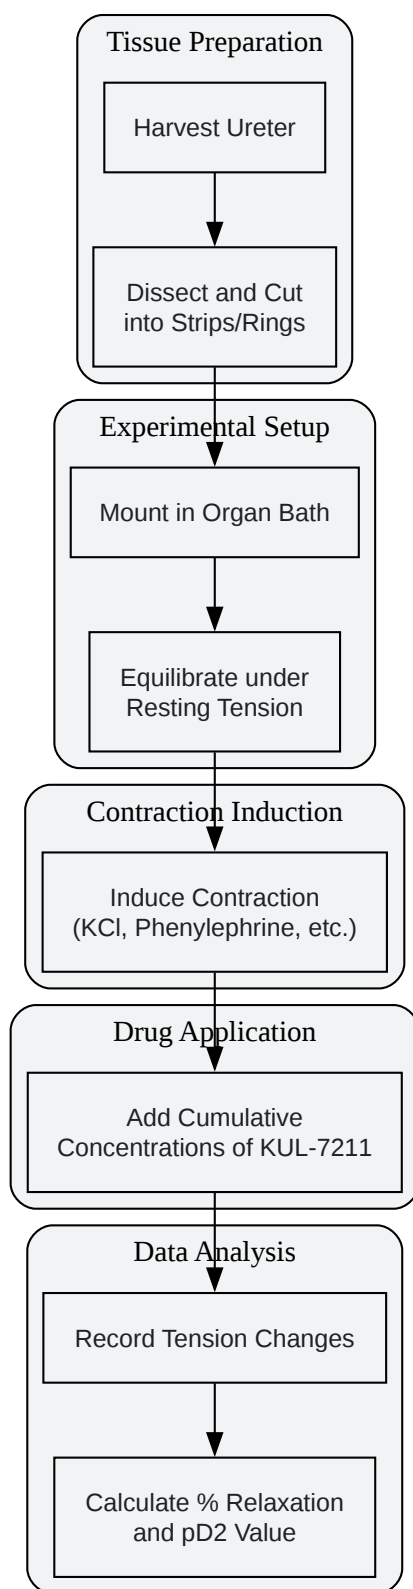 Tissue Preparation
Harvest Ureter
Dissect and Cut
into Strips/Rings
Experimental Setup
Mount in Organ Bath
Equilibrate under
Resting Tension
Contraction Induction
Induce Contraction
(KCl, Phenylephrine, etc.)
Drug Application
Add Cumulative
Concentrations of KUL-7211
Data Analysis
Record Tension Changes
Calculate % Relaxation
and pD2 Value